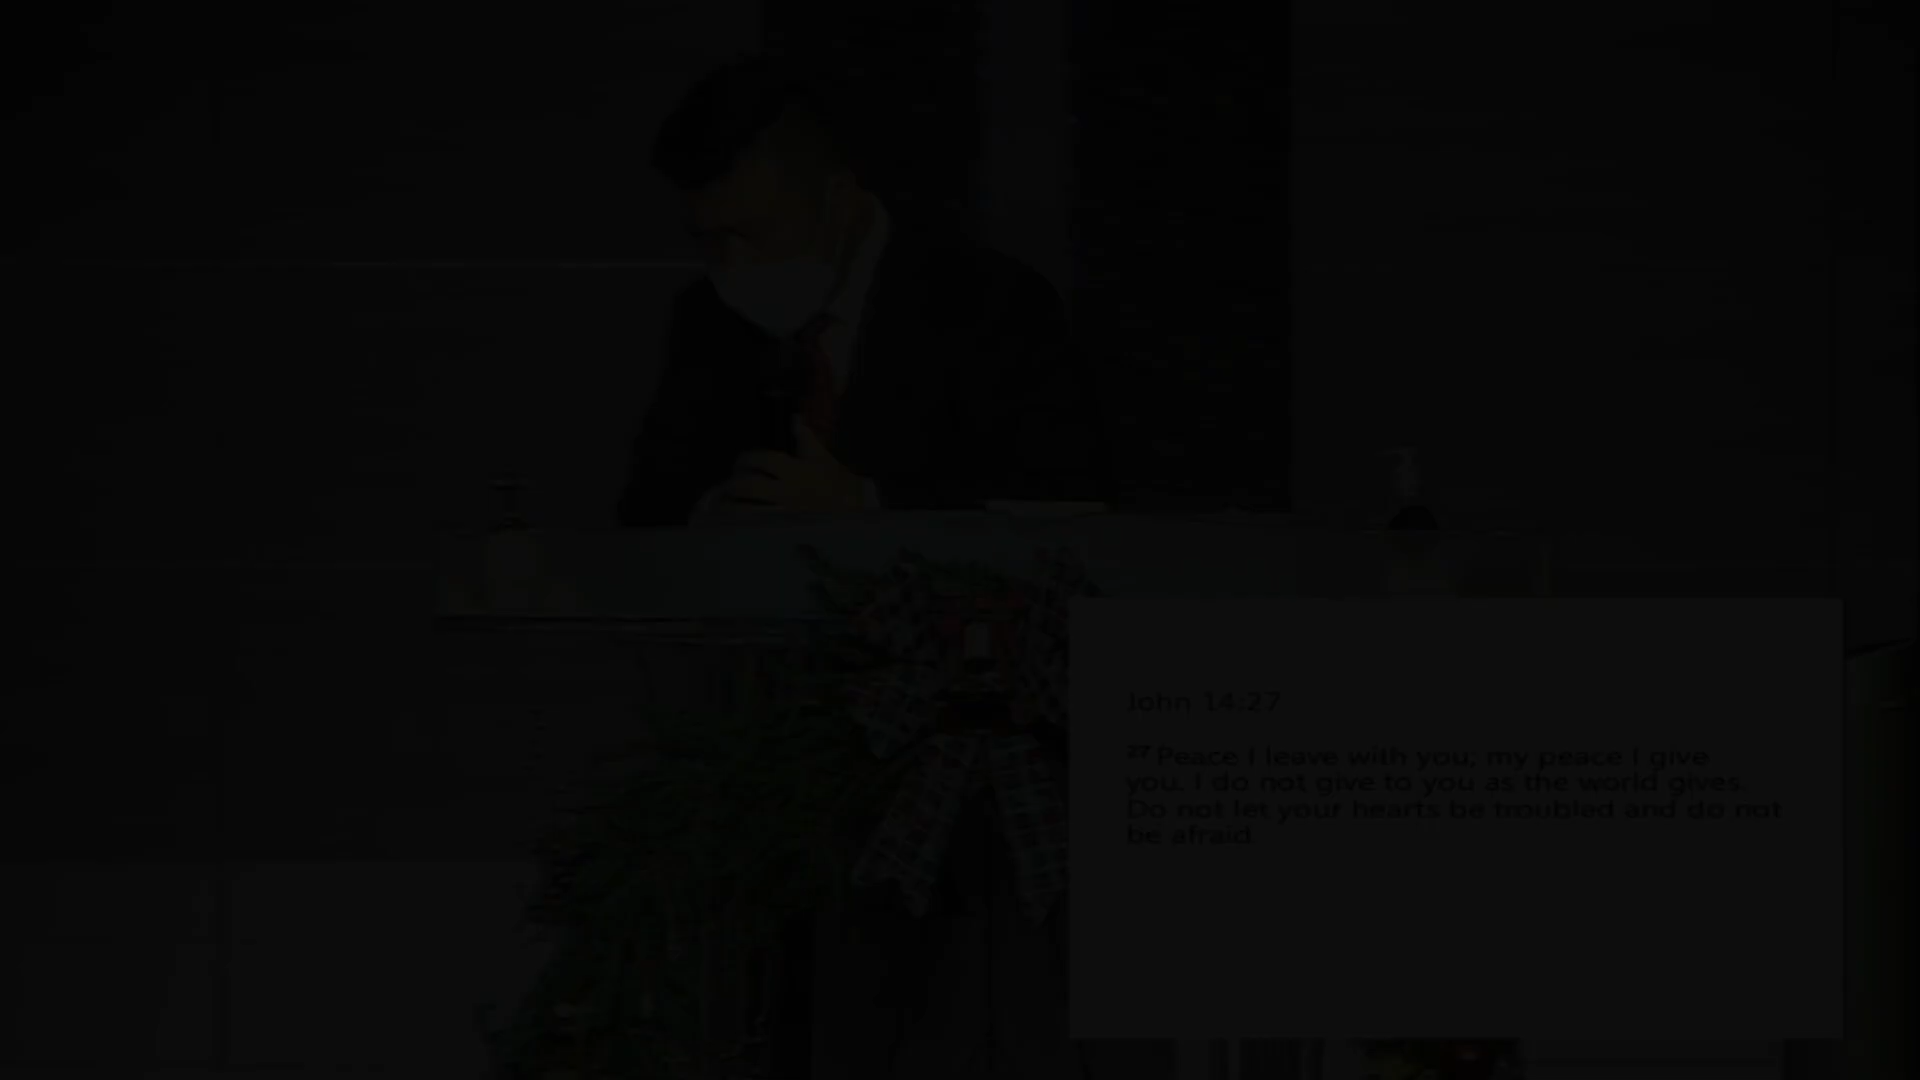 John 14:27
27 Peace I leave with you; my peace I give
you. I do not give to you as the world gives.
Do not let your hearts be troubled and do not
be afraid.